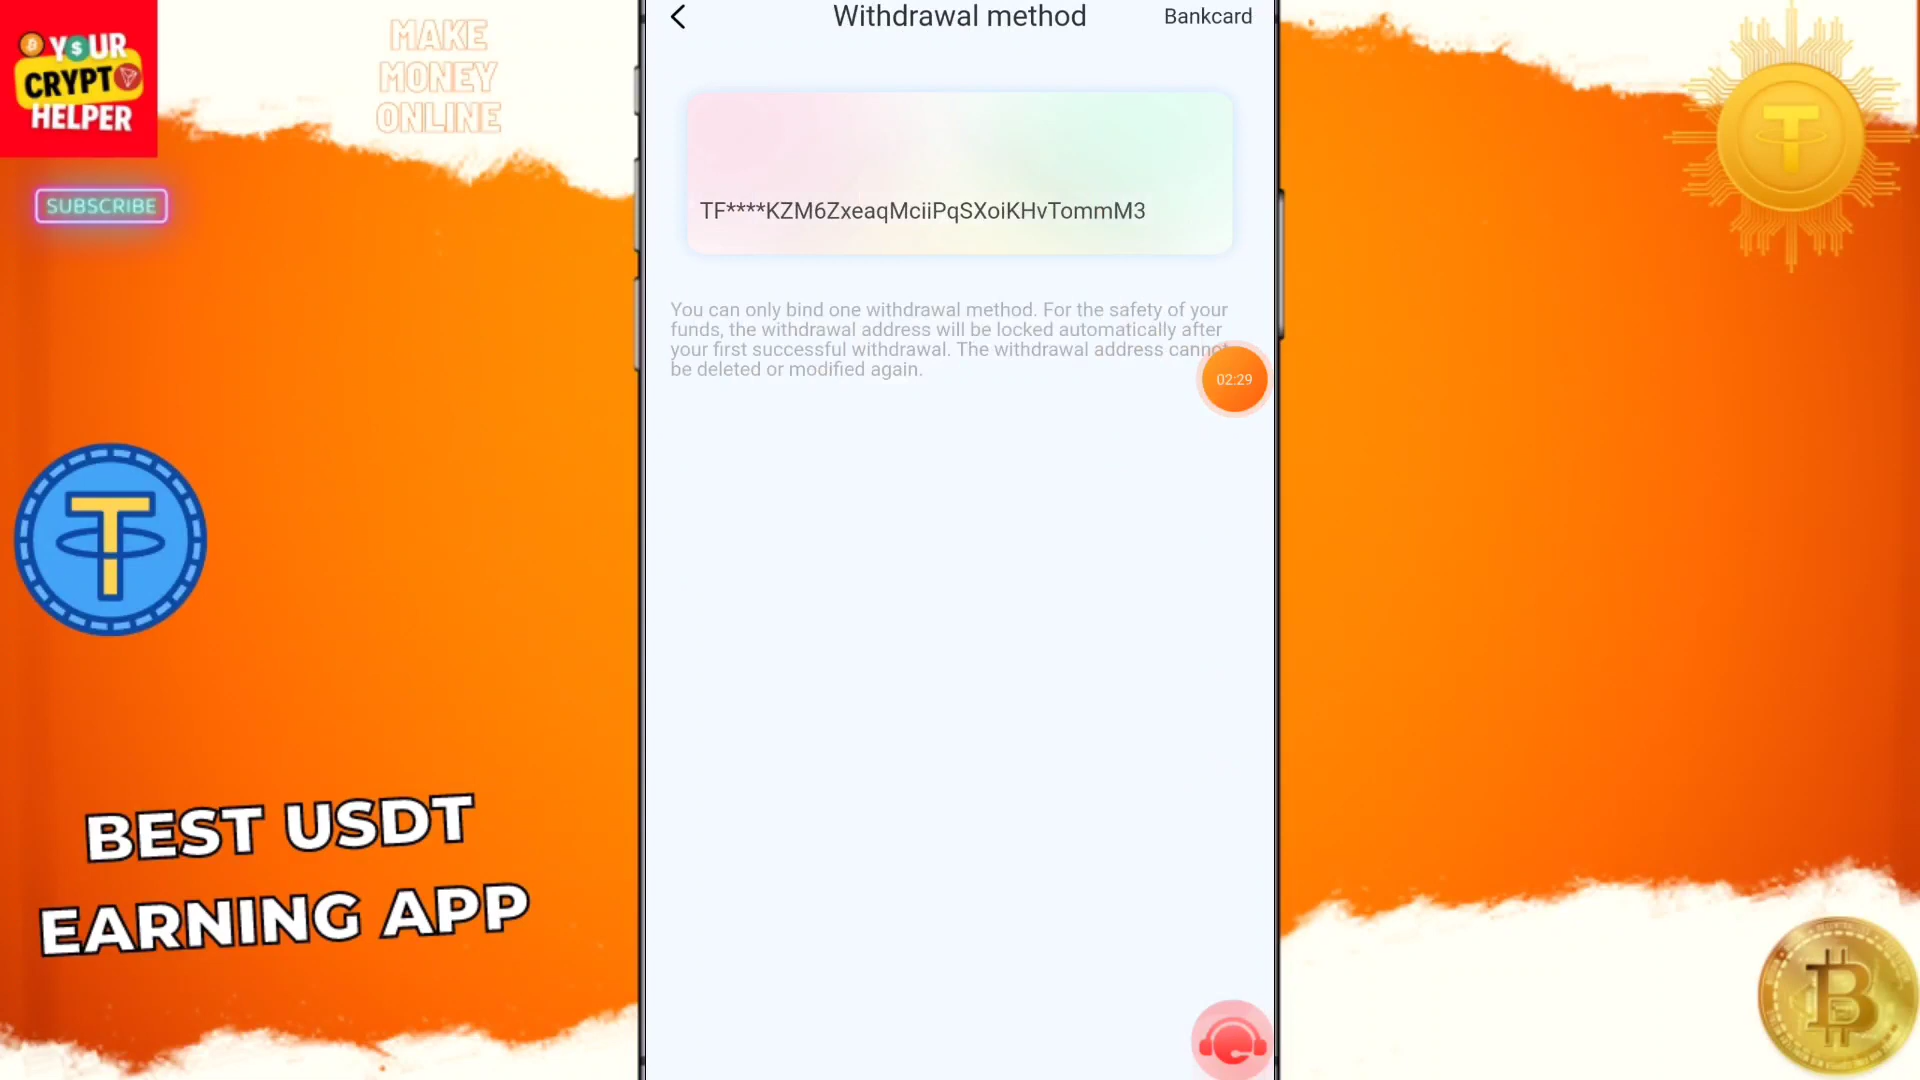 Y$UR
CRYPTO
HELPER
MAKE
MONEY
ONLINE
SUBSCRIBE
BEST USDT
EARNING APP
Withdrawal method
Bankcard
TF****KZM6ZxeaqMciiPqSXoiKHvTommM3
You can only bind one withdrawal method. For the safety of your
funds, the withdrawal address will be locked automatically after
your first successful withdrawal. The withdrawal address cannot
be deleted or modified again.
02:29